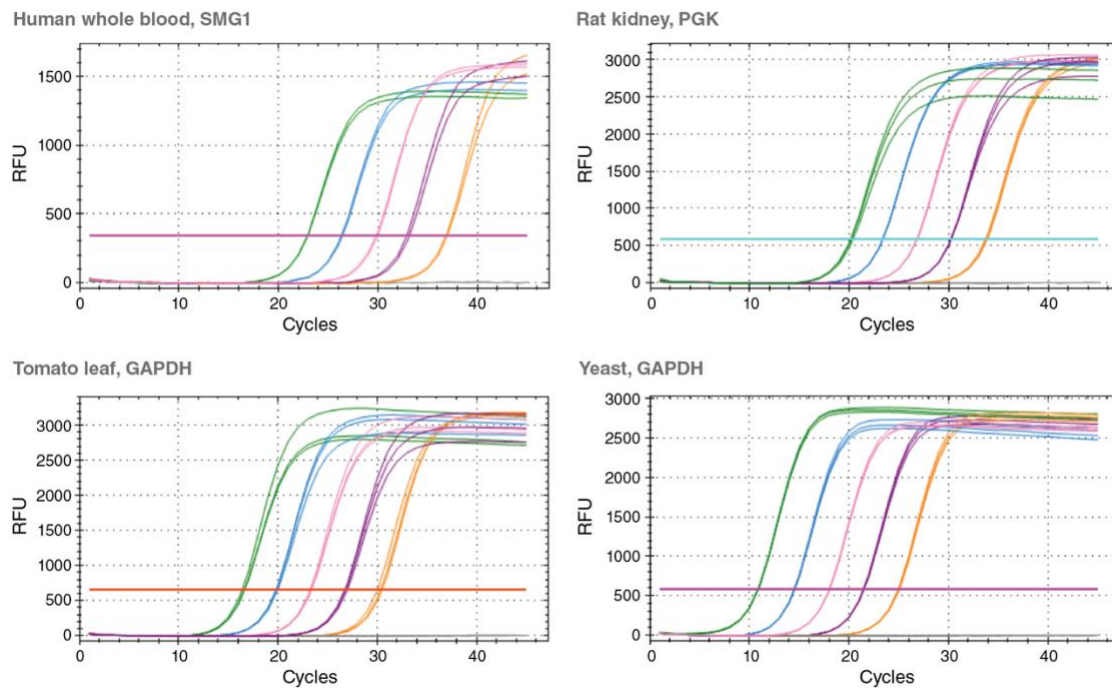 Human whole blood, SMG1
RFU
1500
1000
500
0
0 10 20 30 40
Cycles
Rat kidney, PGK
RFU
3000
2500
2000
1500
1000
500
0
0 10 20 30 40
Cycles
Tomato leaf, GAPDH
RFU
3000
2500
2000
1500
1000
500
0
0 10 20 30 40
Cycles
Yeast, GAPDH
RFU
3000
2500
2000
1500
1000
500
0
0 10 20 30 40
Cycles